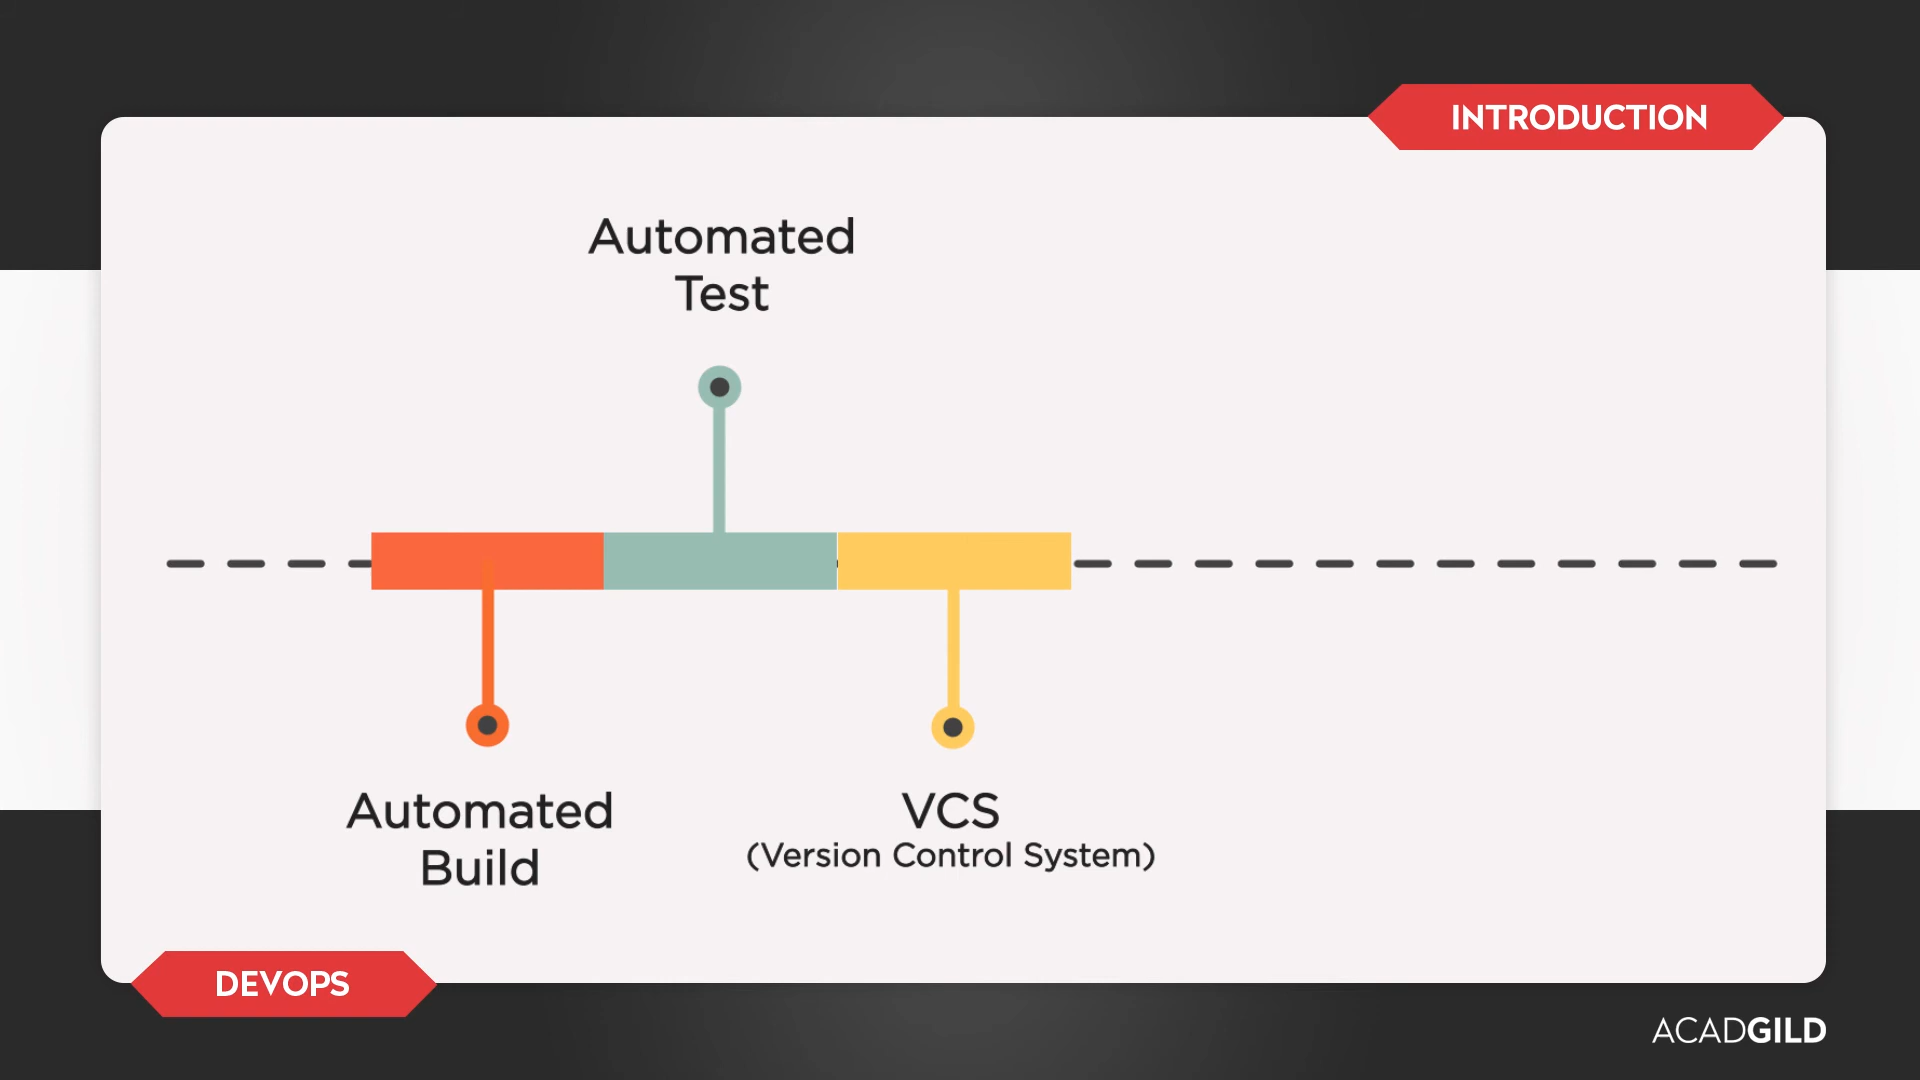 INTRODUCTION
Automated
Test
Automated
Build
VCS
(Version Control System)
DEVOPS
ACADGILD